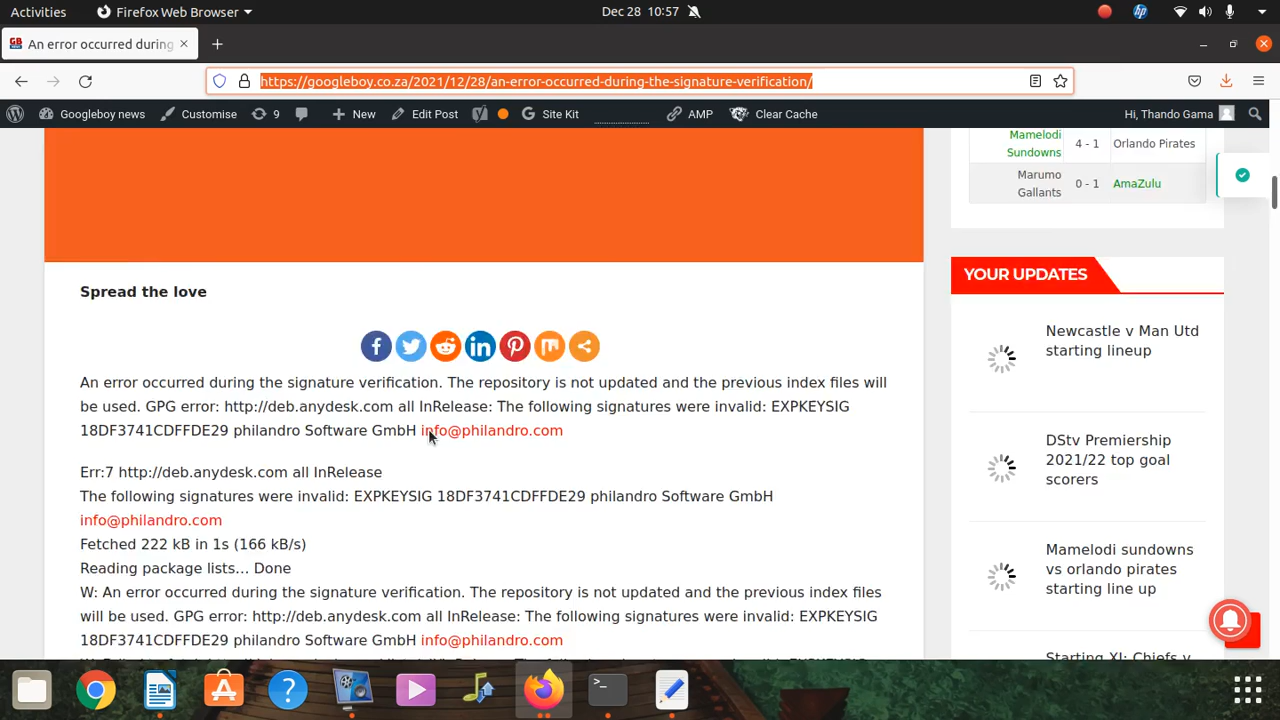 Activities
Firefox Web Browser
Dec 28 10:57
hp
GB
An error occurred during
https://googleboy.co.za/2021/12/28/an-error-occurred-during-the-signature-verification/
Googleboy news
Customise
9
New
Edit Post
Site Kit
AMP
Clear Cache
Hi, Thando Gama
Mamelodi
Sundowns
4 - 1
Orlando Pirates
Marumo
Gallants
0 - 1
AmaZulu
Spread the love
An error occurred during the signature verification. The repository is not updated and the previous index files will
be used. GPG error: http://deb.anydesk.com all InRelease: The following signatures were invalid: EXPKEYSIG
18DF3741CDFFDE29 philandro Software GmbH info@philandro.com
Err:7 http://deb.anydesk.com all InRelease
The following signatures were invalid: EXPKEYSIG 18DF3741CDFFDE29 philandro Software GmbH
info@philandro.com
Fetched 222 kB in 1s (166 kB/s)
Reading package lists… Done
W: An error occurred during the signature verification. The repository is not updated and the previous index files
will be used. GPG error: http://deb.anydesk.com all InRelease: The following signatures were invalid: EXPKEYSIG
18DF3741CDFFDE29 philandro Software GmbH info@philandro.com
YOUR UPDATES
Newcastle v Man Utd
starting lineup
DStv Premiership
2021/22 top goal
scorers
Mamelodi sundowns
vs orlando pirates
starting line up
Starting XI: Chiefs v